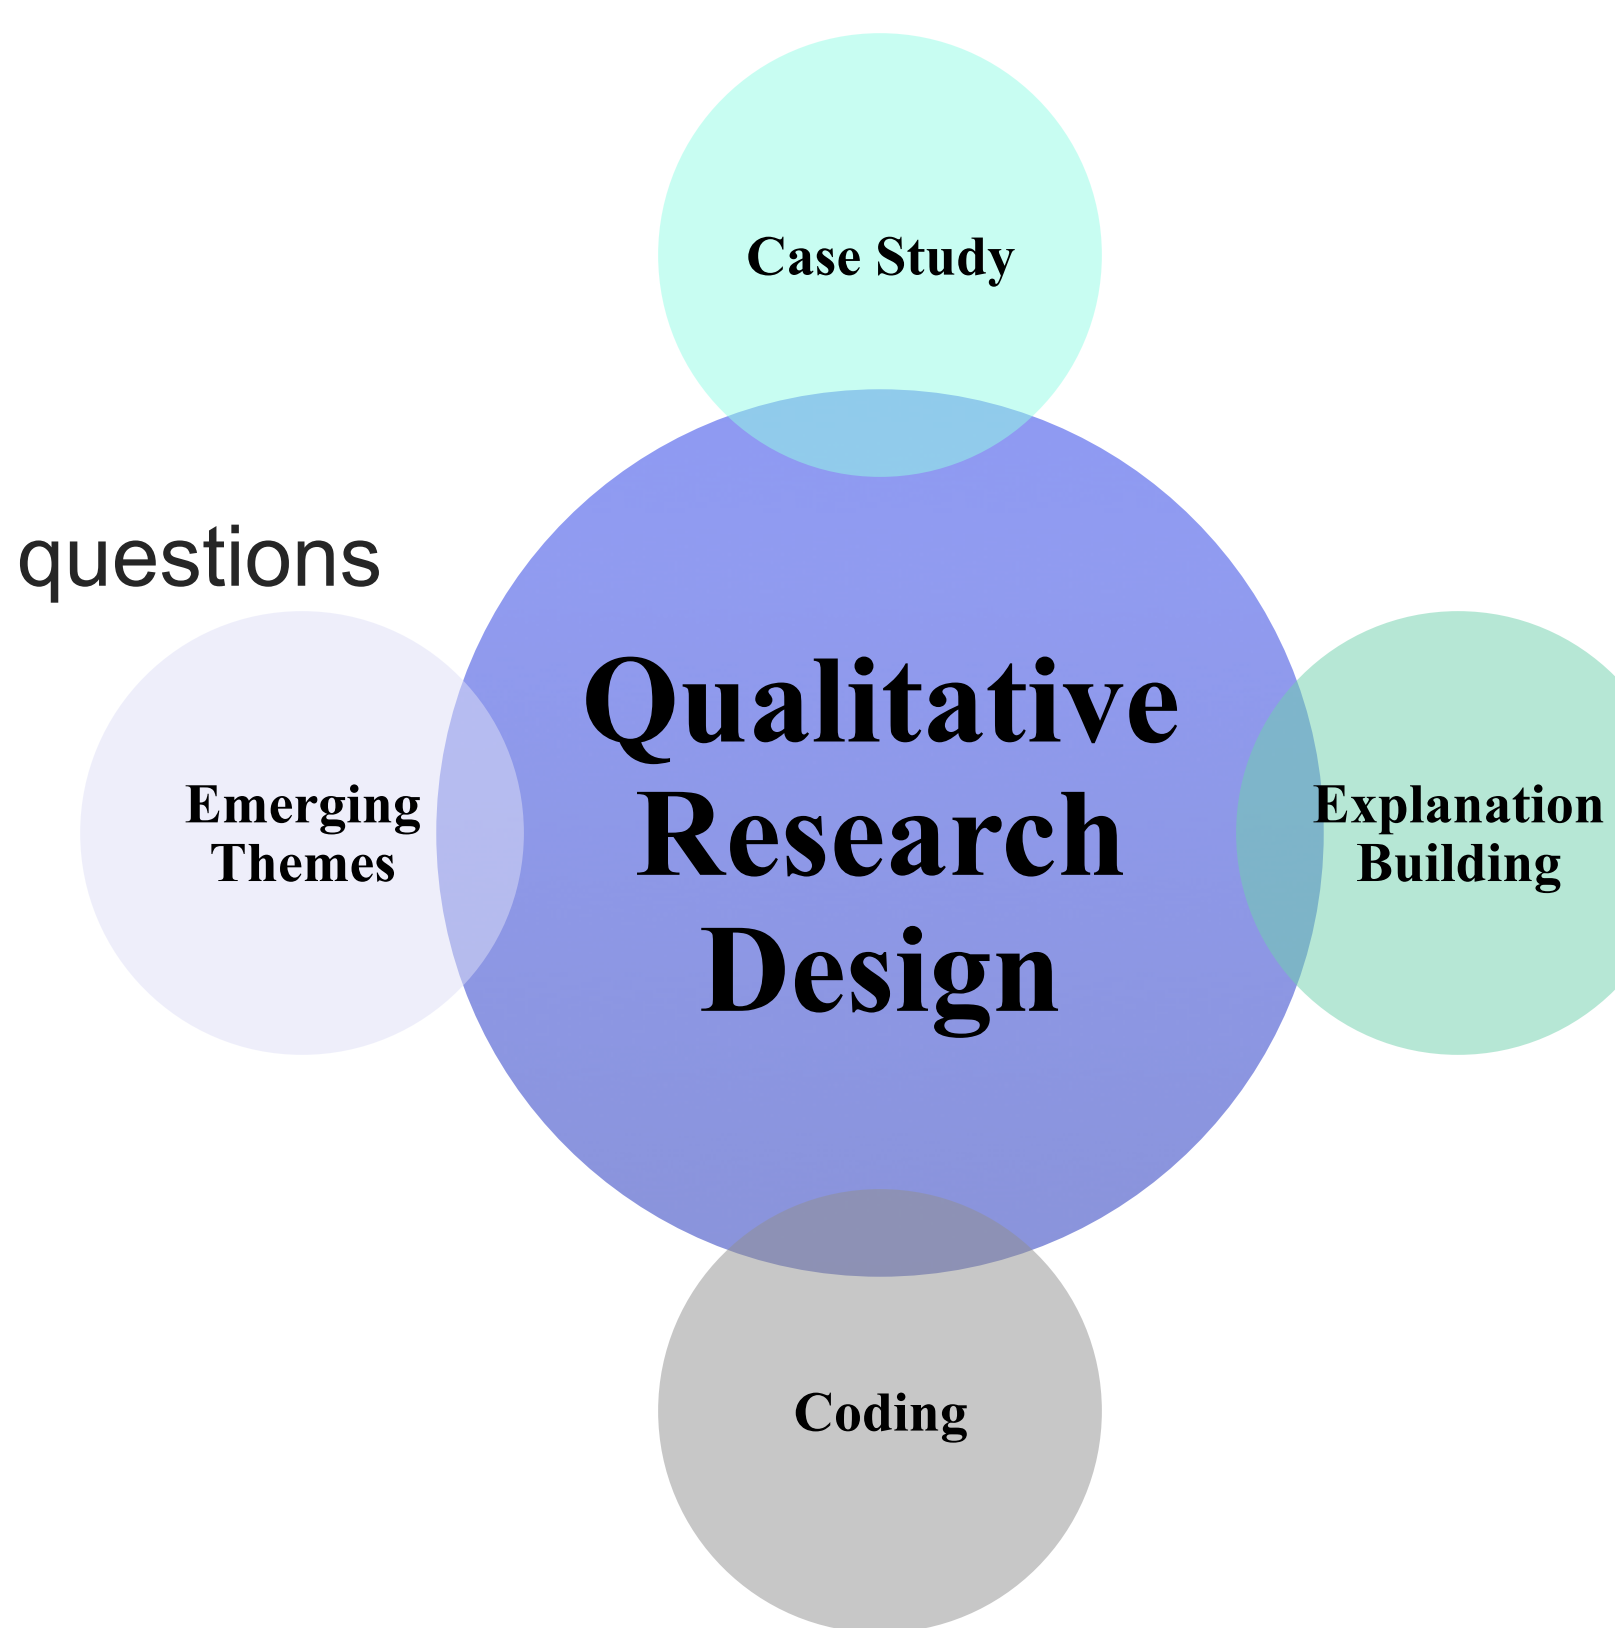 Case Study
questions
Qualitative
Research
Design
Emerging
Themes
Explanation
Building
Coding